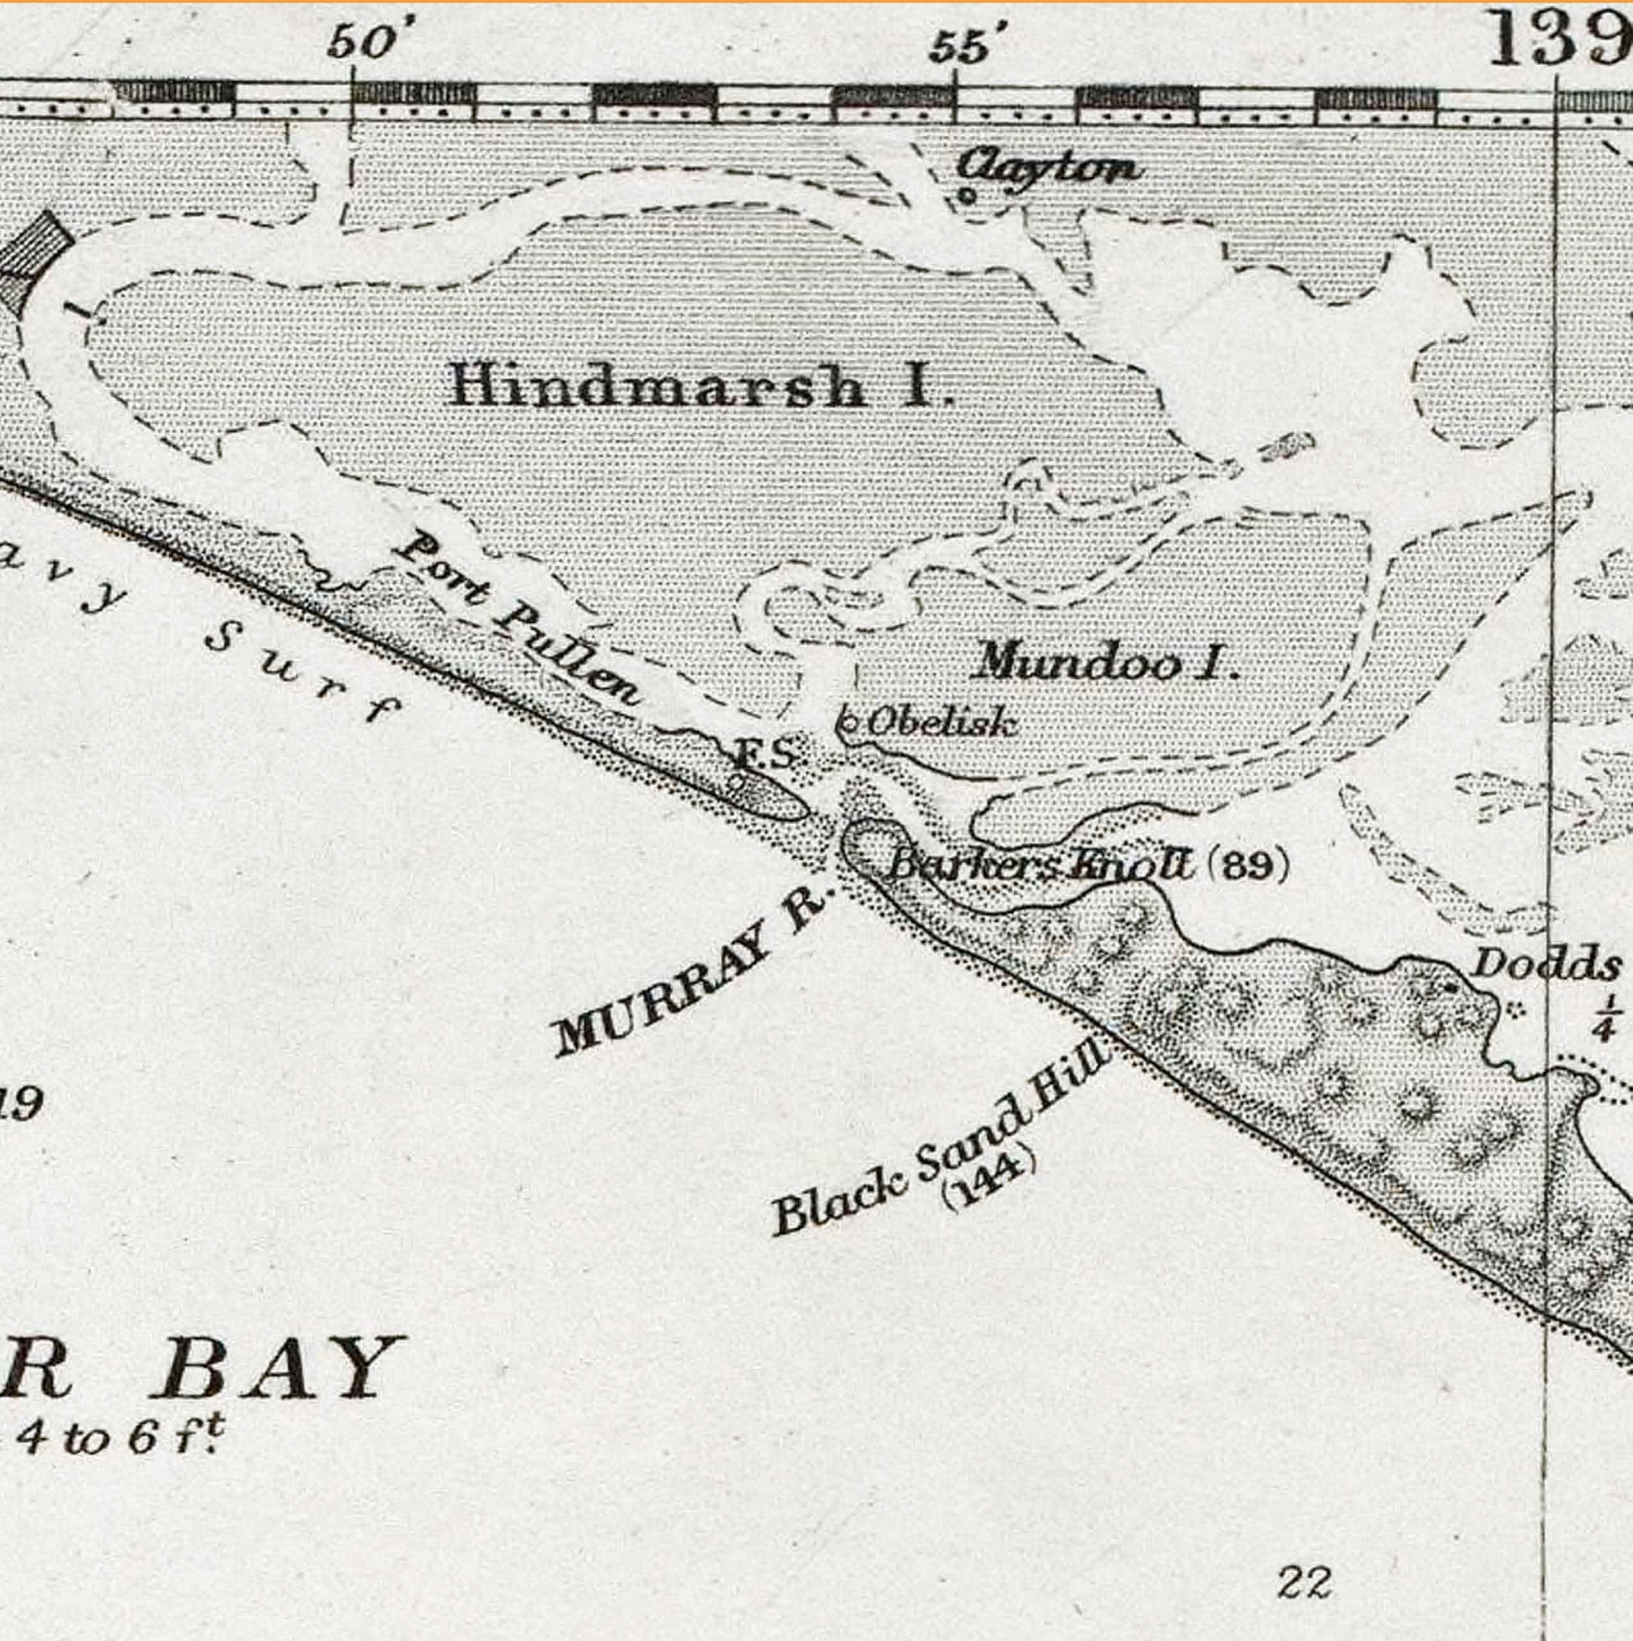 50′
55′
139
Clayton
Hindmarsh I.
avy Surf
Port Pullen
Mundoo I.
Obelisk
F.S.
Barkers Knoll (89)
MURRAY R.
Dodds
1/4
Black Sand Hill
(144)
19
R BAY
4 to 6 fᵗ.
22